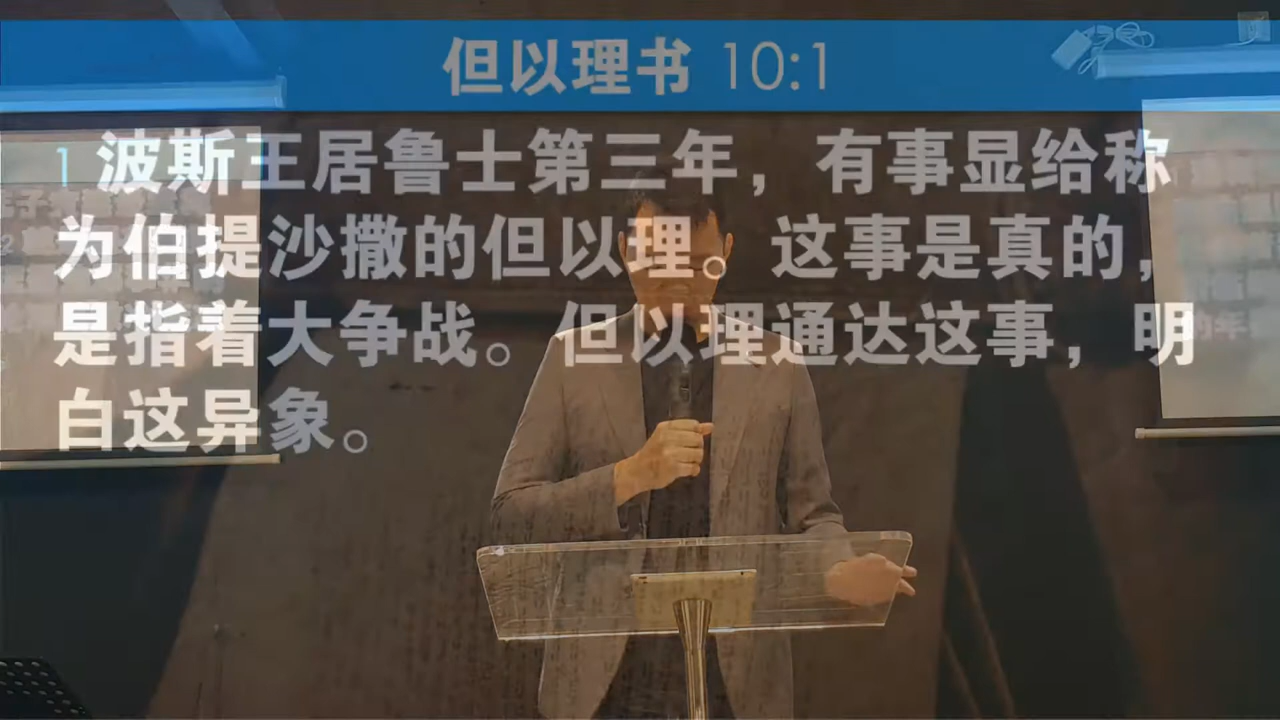 但以理书 10:1
1 波斯王居鲁士第三年，有事显给称
为伯提沙撒的但以理。这事是真的，
是指着大争战。但以理通达这事，明
白这异象。